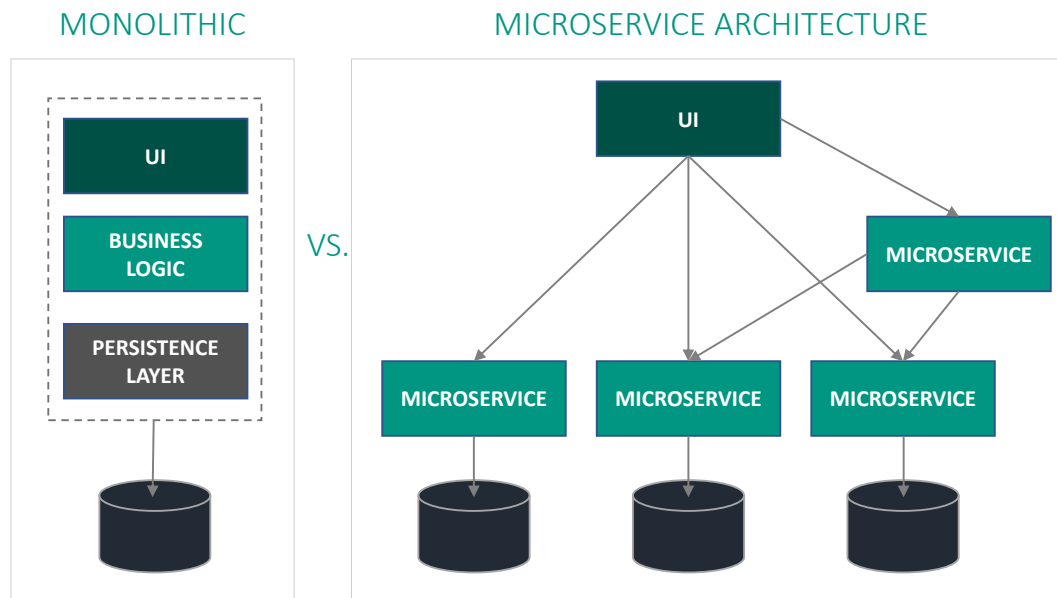 MONOLITHIC
MICROSERVICE ARCHITECTURE
UI
BUSINESS
LOGIC
PERSISTENCE
LAYER
VS.
UI
MICROSERVICE
MICROSERVICE
MICROSERVICE
MICROSERVICE